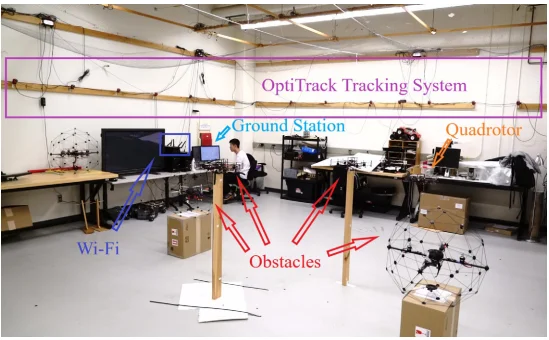 OptiTrack Tracking System
Ground Station
Quadrotor
Wi-Fi
Obstacles